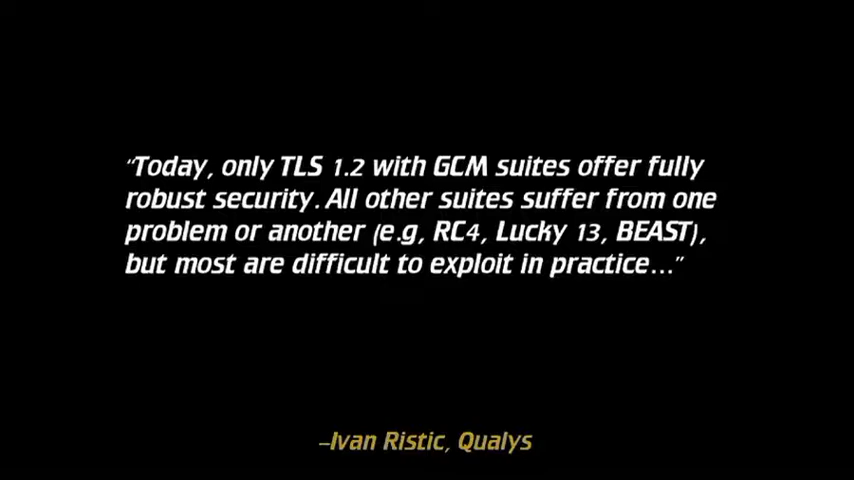 "Today, only TLS 1.2 with GCM suites offer fully
robust security. All other suites suffer from one
problem or another (e.g, RC4, Lucky 13, BEAST),
but most are difficult to exploit in practice..."
–Ivan Ristic, Qualys